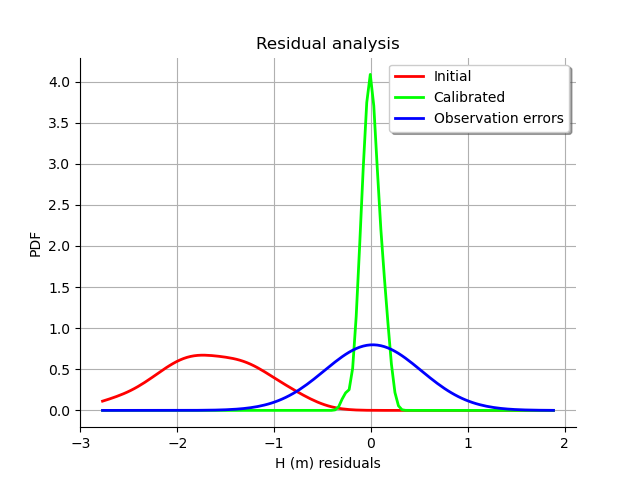 Residual analysis
Initial
Calibrated
Observation errors
PDF
4.0
3.5
3.0
2.5
2.0
1.5
1.0
0.5
0.0
−3 −2 −1 0 1 2
H (m) residuals